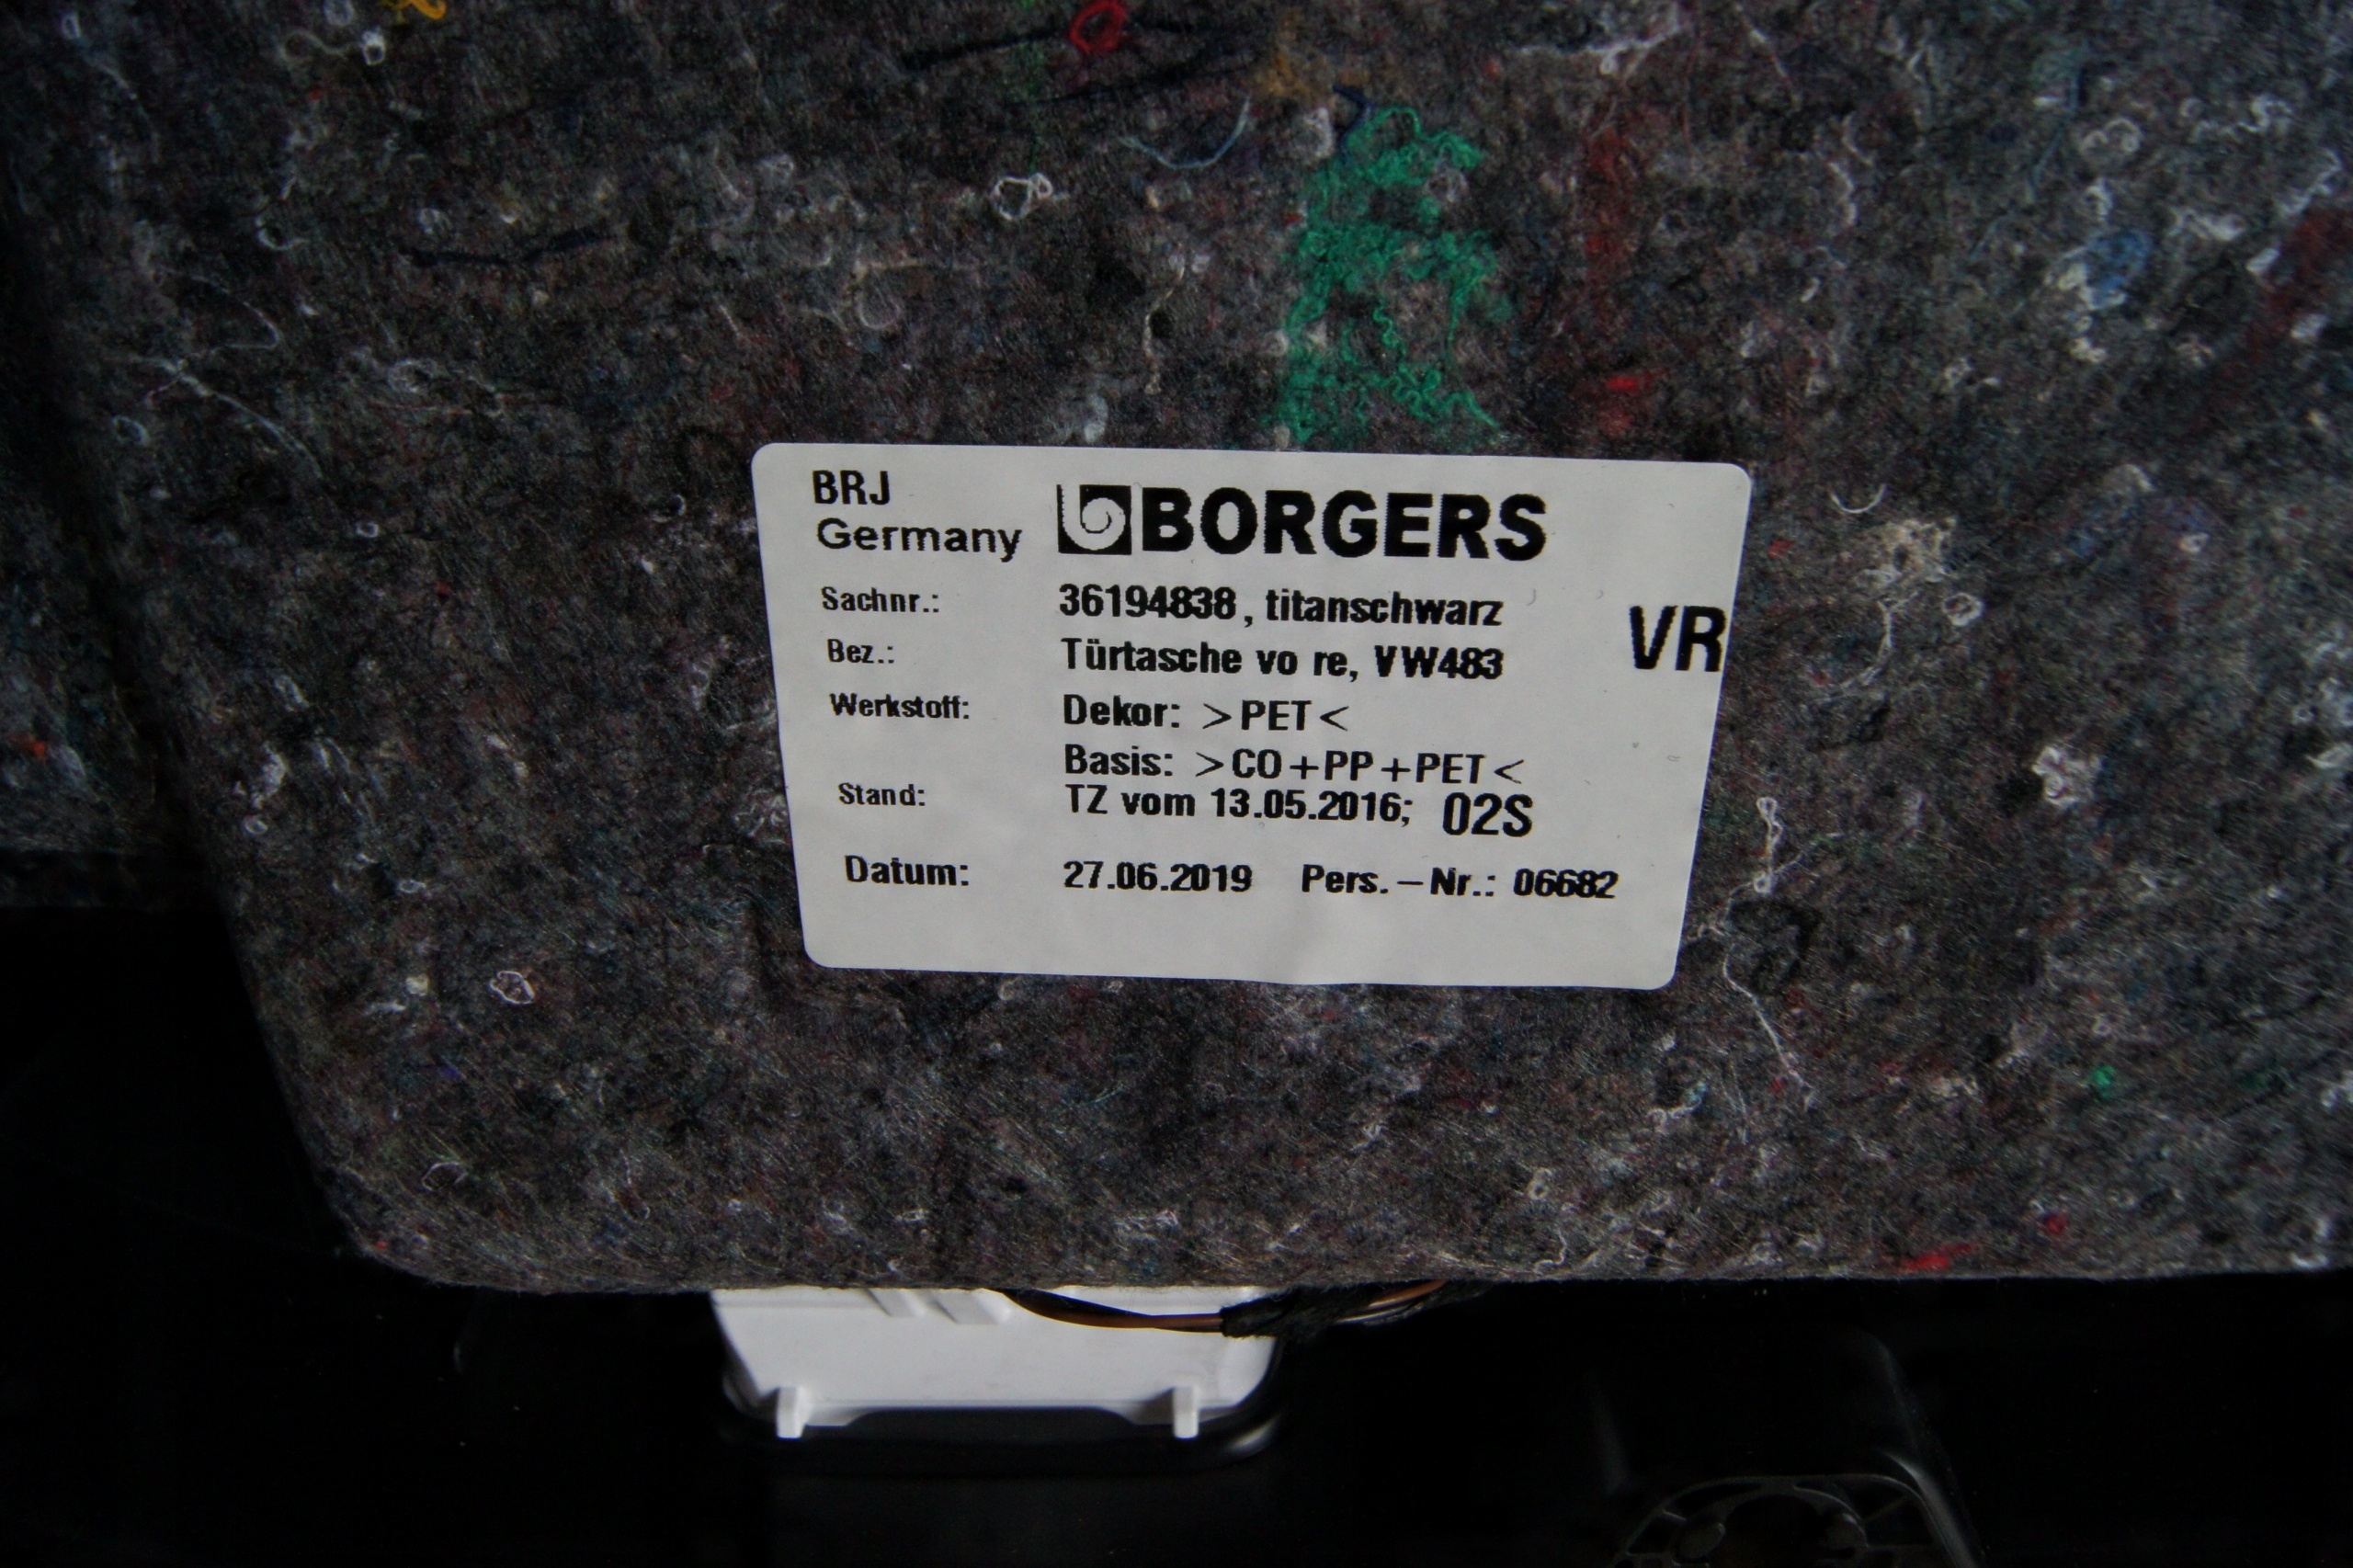 BRJ
Germany
BORGERS
Sachnr.: 36194838, titanschwarz
VR
Bez.: Türtasche vo re, VW483
Werkstoff: Dekor: >PET<
Basis: >CO+PP+PET<
Stand: TZ vom 13.05.2016; 02S
Datum: 27.06.2019 Pers.-Nr.: 06682